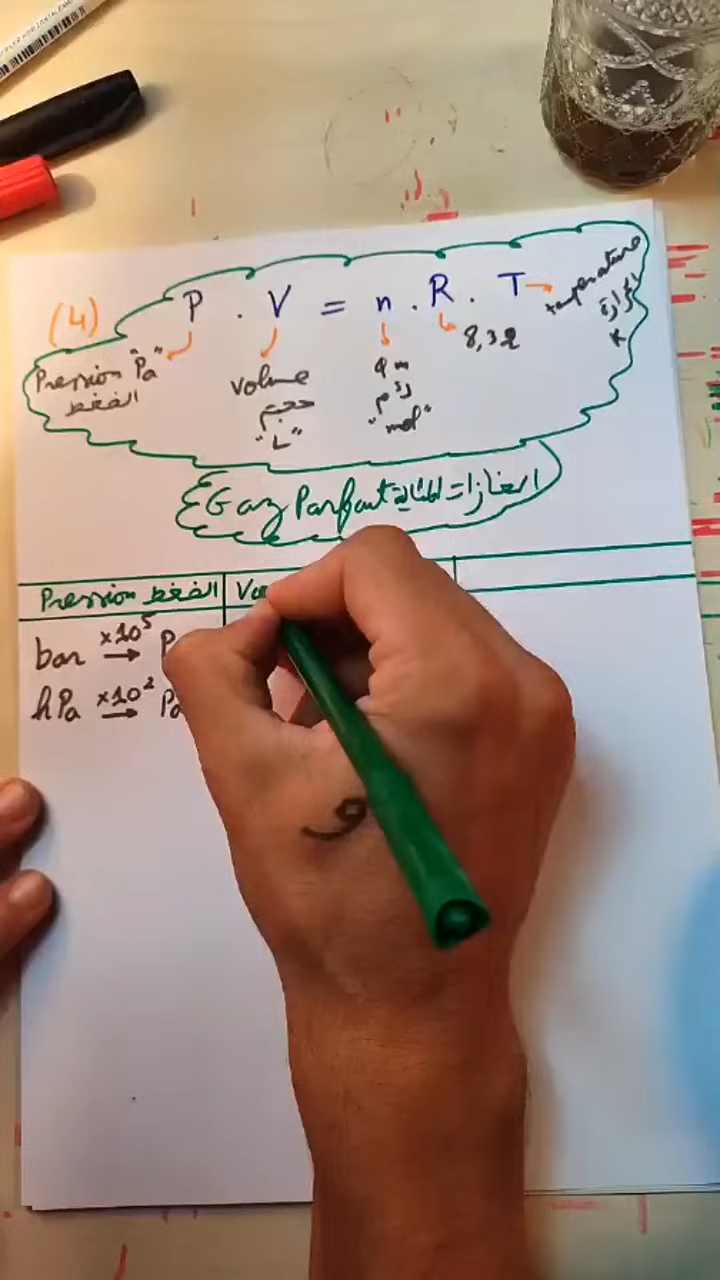 (4) P . V = n . R . T → température
الحرارة
K
Pression "Pa"
الضغط
8,32
volume
حجم
"L"
"mol"
Gaz Parfait الغازات المثالية
Pression الضغط
bar ×10⁵ → P
hPa ×10² → Pa